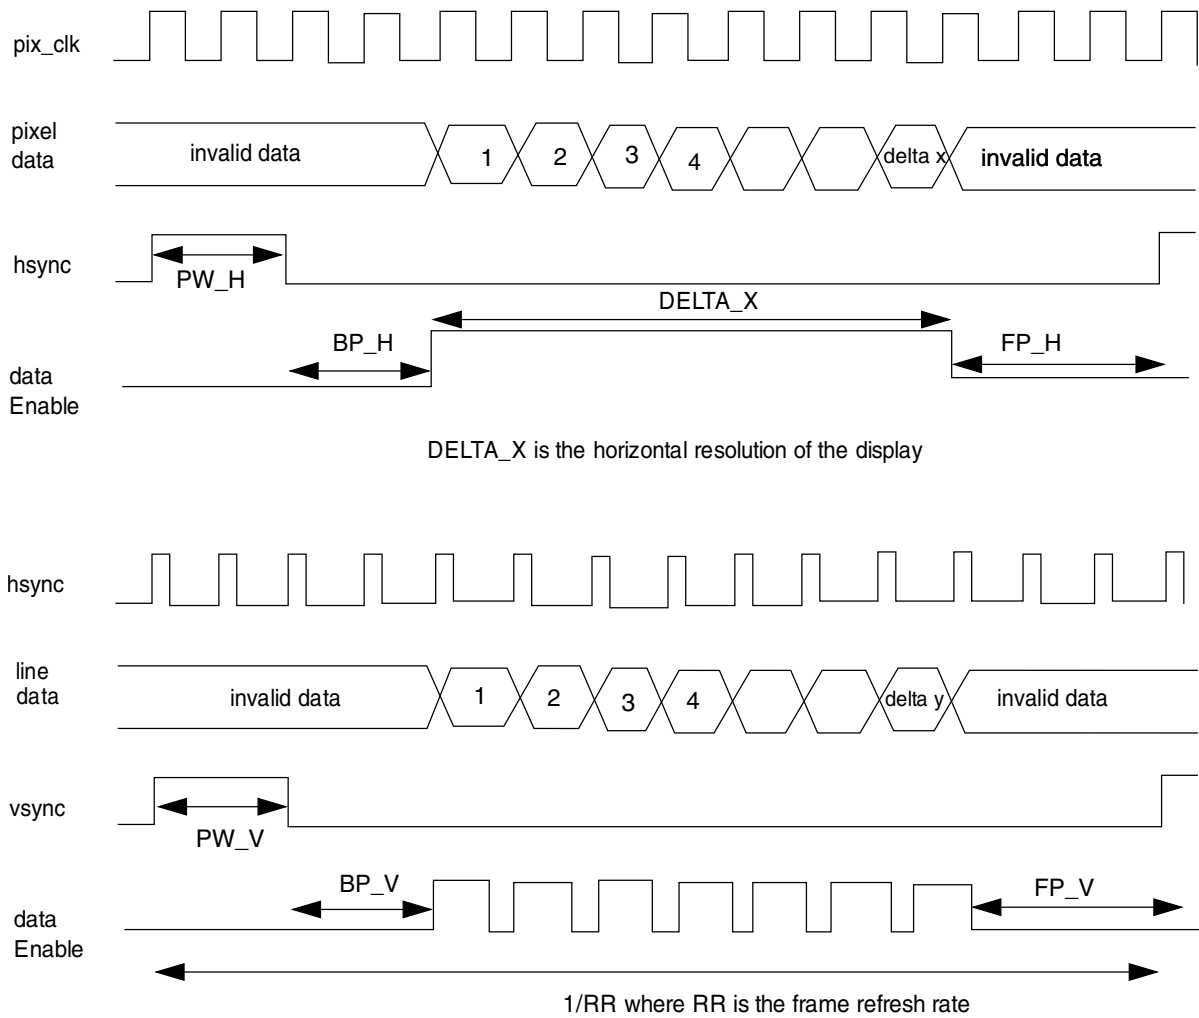 pix_clk
pixel
data
invalid data
1
2
3
4
delta x
invalid data
hsync
PW_H
DELTA_X
BP_H
FP_H
data
Enable
DELTA_X is the horizontal resolution of the display
hsync
line
data
invalid data
1
2
3
4
delta y
invalid data
vsync
PW_V
BP_V
FP_V
data
Enable
1/RR where RR is the frame refresh rate